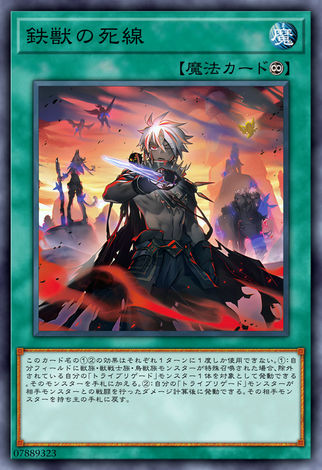 鉄獣の死線
魔
【魔法カード】
このカード名の①②の効果はそれぞれ1ターンに1度しか使用できない。①:自
分フィールドに獣族・獣戦士族・鳥獣族モンスターが特殊召喚された場合、除外
されている自分の「トライブリゲード」モンスター1体を対象として発動できる
。そのモンスターを手札に加える。②:自分の「トライブリゲード」モンスター
が相手モンスターとの戦闘を行ったダメージ計算後に発動できる。その相手モン
スターを持ち主の手札に戻す。
07889323